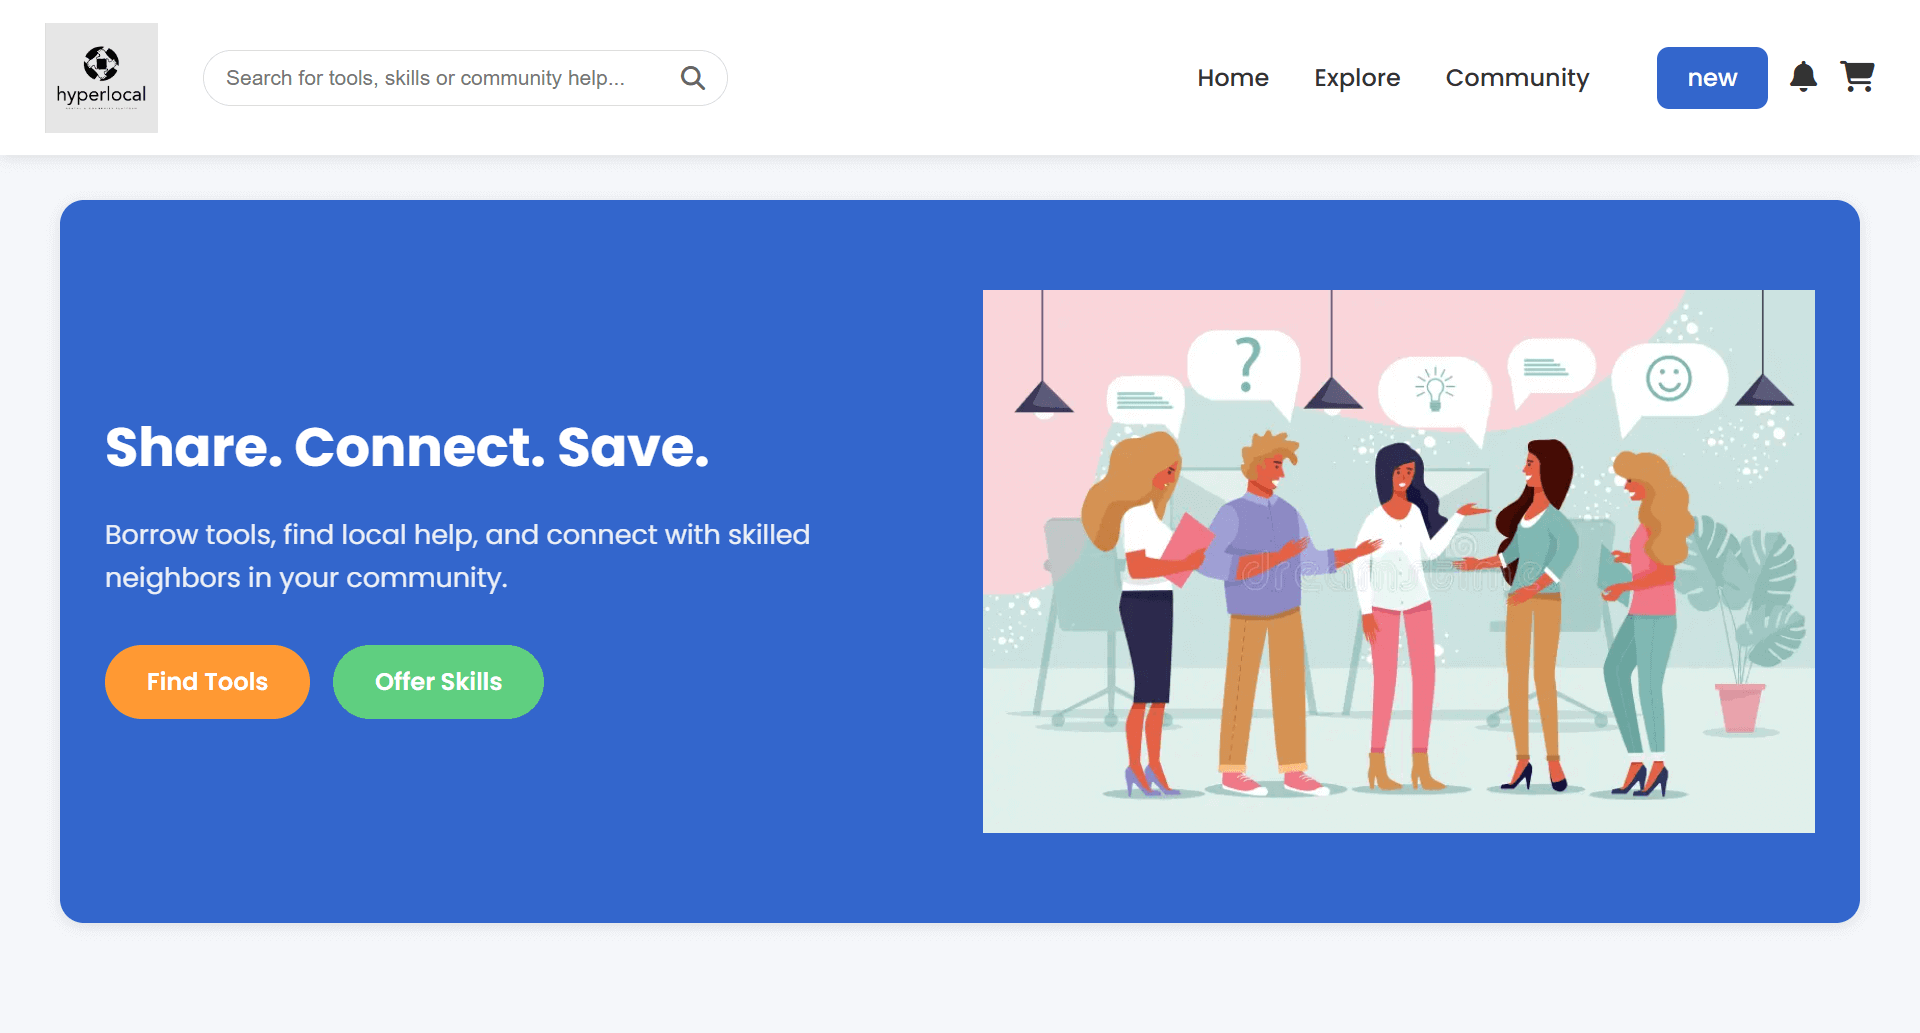 hyperlocal
Search for tools, skills or community help...
Home
Explore
Community
new
Share. Connect. Save.
Borrow tools, find local help, and connect with skilled
neighbors in your community.
Find Tools
Offer Skills
?
dreamstime